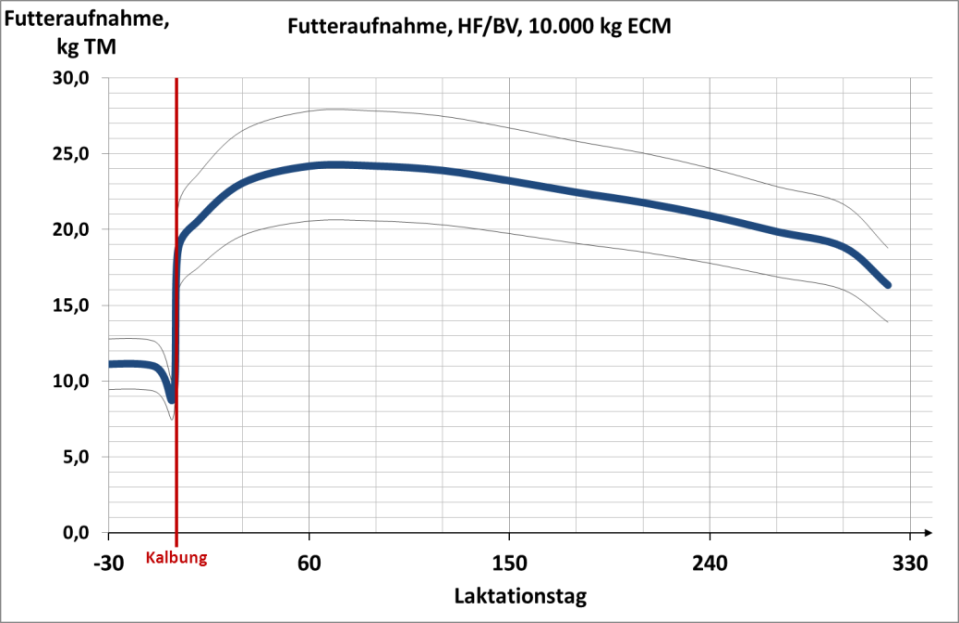 Futteraufnahme,
kg TM
Futteraufnahme, HF/BV, 10.000 kg ECM
30,0
25,0
20,0
15,0
10,0
5,0
0,0
-30
Kalbung
60
150
240
330
Laktationstag